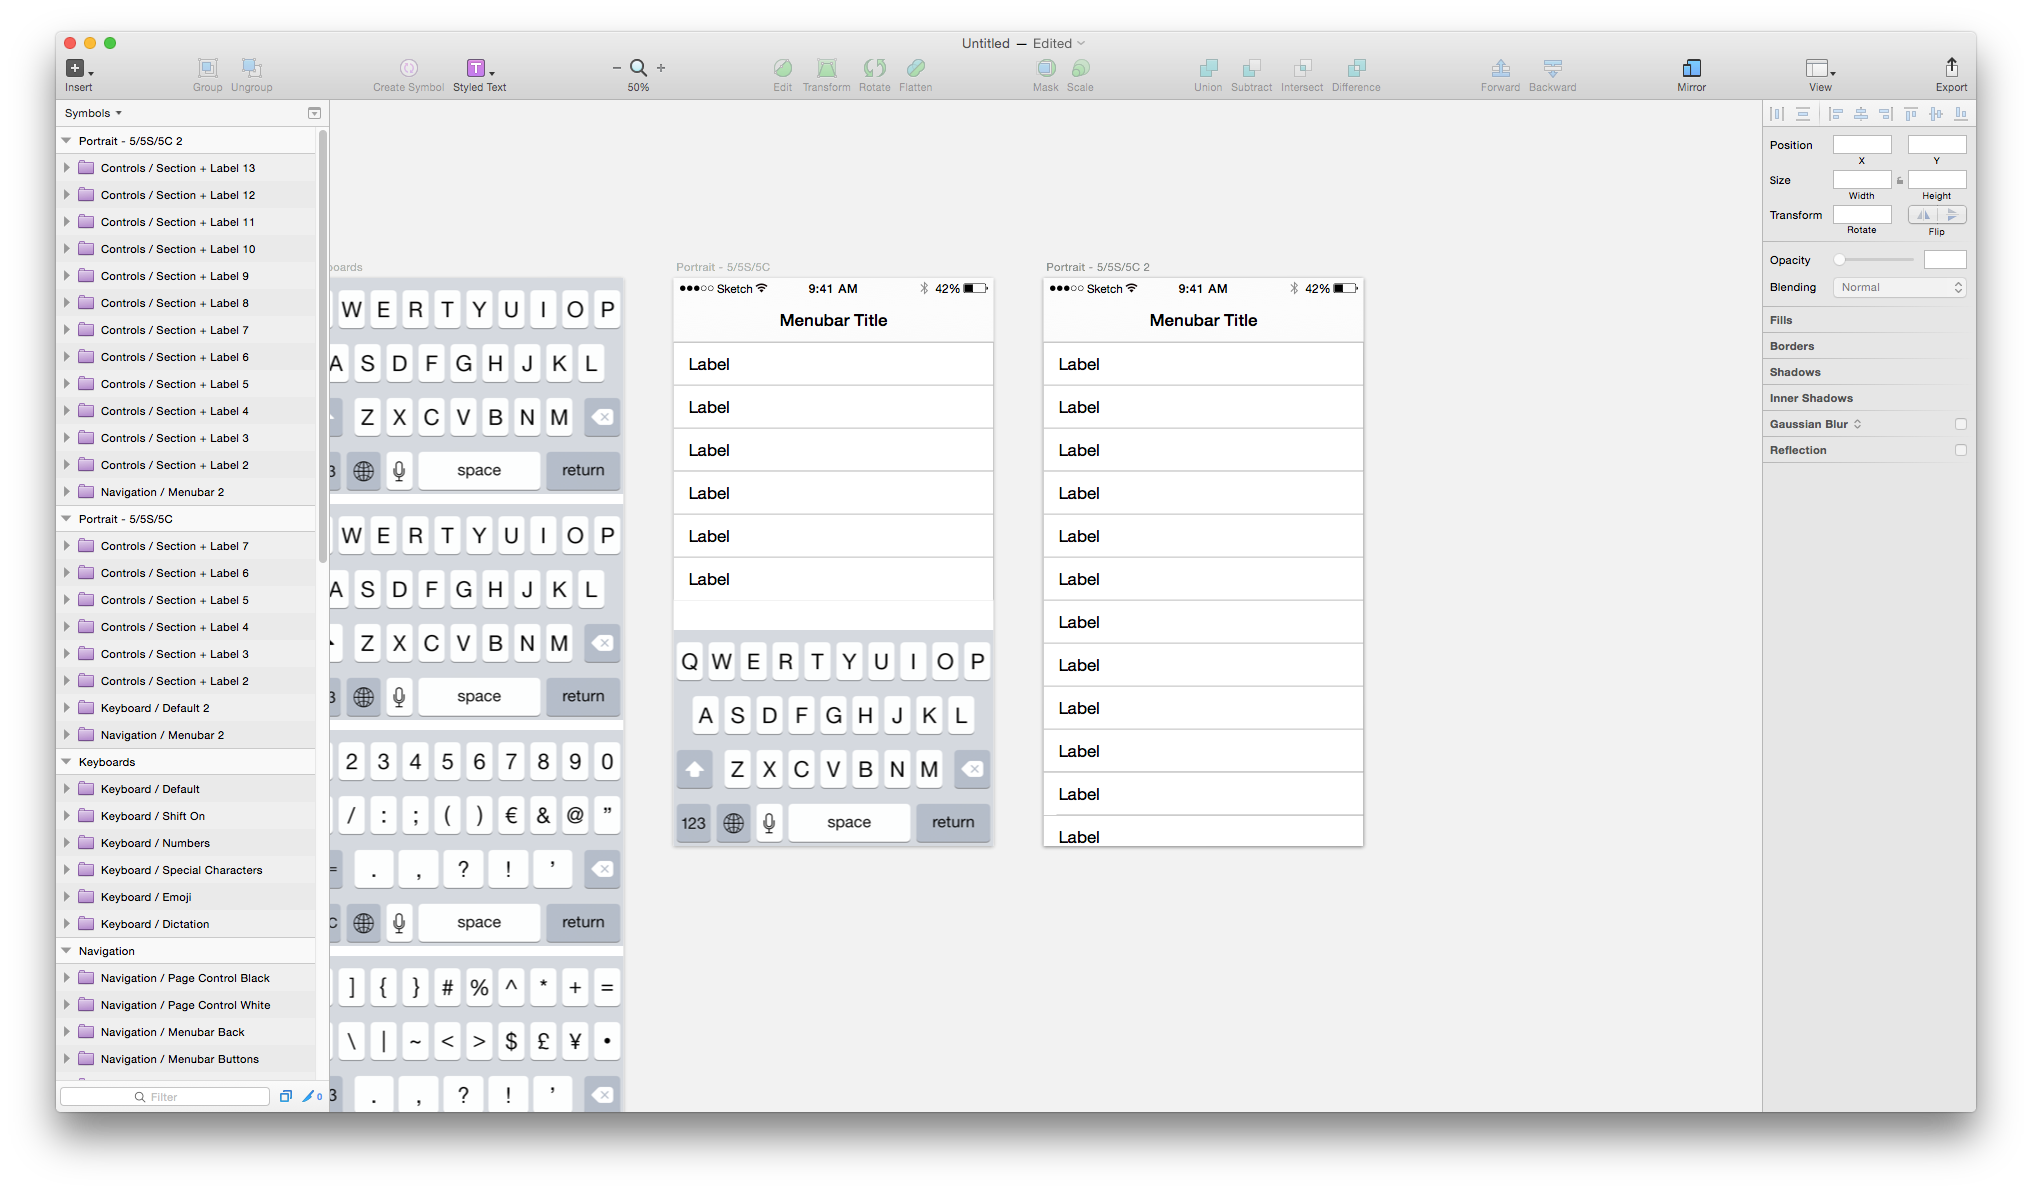 Untitled — Edited
Insert
Group
Ungroup
Create Symbol
Styled Text
50%
Edit
Transform
Rotate
Flatten
Mask
Scale
Union
Subtract
Intersect
Difference
Forward
Backward
Mirror
View
Export
Symbols
Portrait - 5/5S/5C 2
Controls / Section + Label 13
Controls / Section + Label 12
Controls / Section + Label 11
Controls / Section + Label 10
Controls / Section + Label 9
Controls / Section + Label 8
Controls / Section + Label 7
Controls / Section + Label 6
Controls / Section + Label 5
Controls / Section + Label 4
Controls / Section + Label 3
Controls / Section + Label 2
Navigation / Menubar 2
Portrait - 5/5S/5C
Controls / Section + Label 7
Controls / Section + Label 6
Controls / Section + Label 5
Controls / Section + Label 4
Controls / Section + Label 3
Controls / Section + Label 2
Keyboard / Default 2
Navigation / Menubar 2
Keyboards
Keyboard / Default
Keyboard / Shift On
Keyboard / Numbers
Keyboard / Special Characters
Keyboard / Emoji
Keyboard / Dictation
Navigation
Navigation / Page Control Black
Navigation / Page Control White
Navigation / Menubar Back
Navigation / Menubar Buttons
Filter
0
boards
W E R T Y U I O P
A S D F G H J K L
Z X C V B N M
3 space return
W E R T Y U I O P
A S D F G H J K L
Z X C V B N M
3 space return
2 3 4 5 6 7 8 9 0
/ : ; ( ) € & @ ”
= . , ? ! ’
C space return
] { } # % ^ * + =
\ | ~ < > $ £ ¥ •
3 . , ? ! ’
Portrait - 5/5S/5C
Sketch 9:41 AM 42%
Menubar Title
Label
Label
Label
Label
Label
Label
Q W E R T Y U I O P
A S D F G H J K L
Z X C V B N M
123 space return
Portrait - 5/5S/5C 2
Sketch 9:41 AM 42%
Menubar Title
Label
Label
Label
Label
Label
Label
Label
Label
Label
Label
Label
Label
Position
X Y
Size
Width Height
Transform
Rotate Flip
Opacity
Blending Normal
Fills
Borders
Shadows
Inner Shadows
Gaussian Blur
Reflection